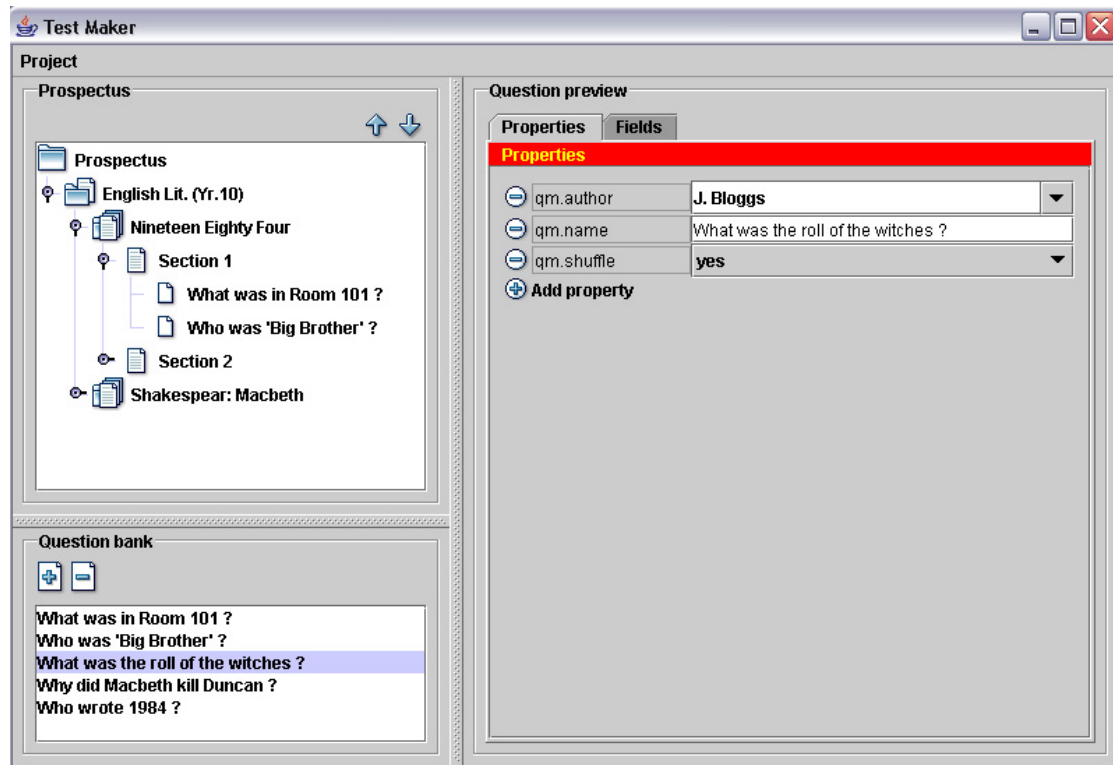 Test Maker
Project
Prospectus
Prospectus
English Lit. (Yr.10)
Nineteen Eighty Four
Section 1
What was in Room 101 ?
Who was 'Big Brother' ?
Section 2
Shakespear: Macbeth
Question bank
What was in Room 101 ?
Who was 'Big Brother' ?
What was the roll of the witches ?
Why did Macbeth kill Duncan ?
Who wrote 1984 ?
Question preview
Properties Fields
Properties
qm.author J. Bloggs
qm.name What was the roll of the witches ?
qm.shuffle yes
Add property